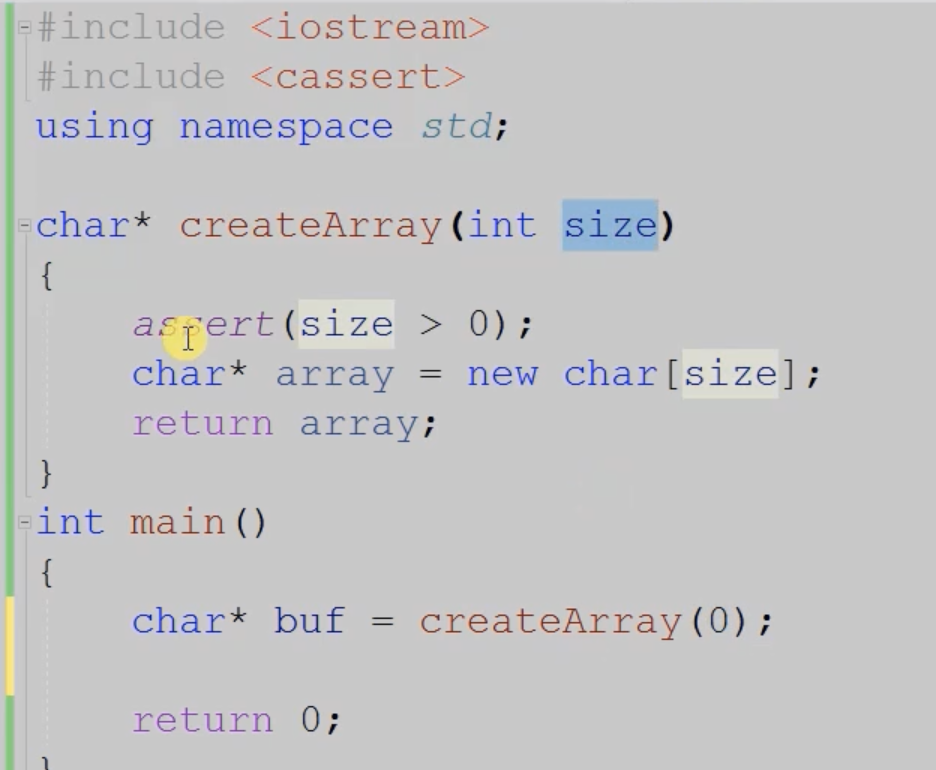 #include <iostream>
#include <cassert>
using namespace std;
char* createArray(int size)
{
assert(size > 0);
char* array = new char[size];
return array;
}
int main()
{
char* buf = createArray(0);
return 0;
}